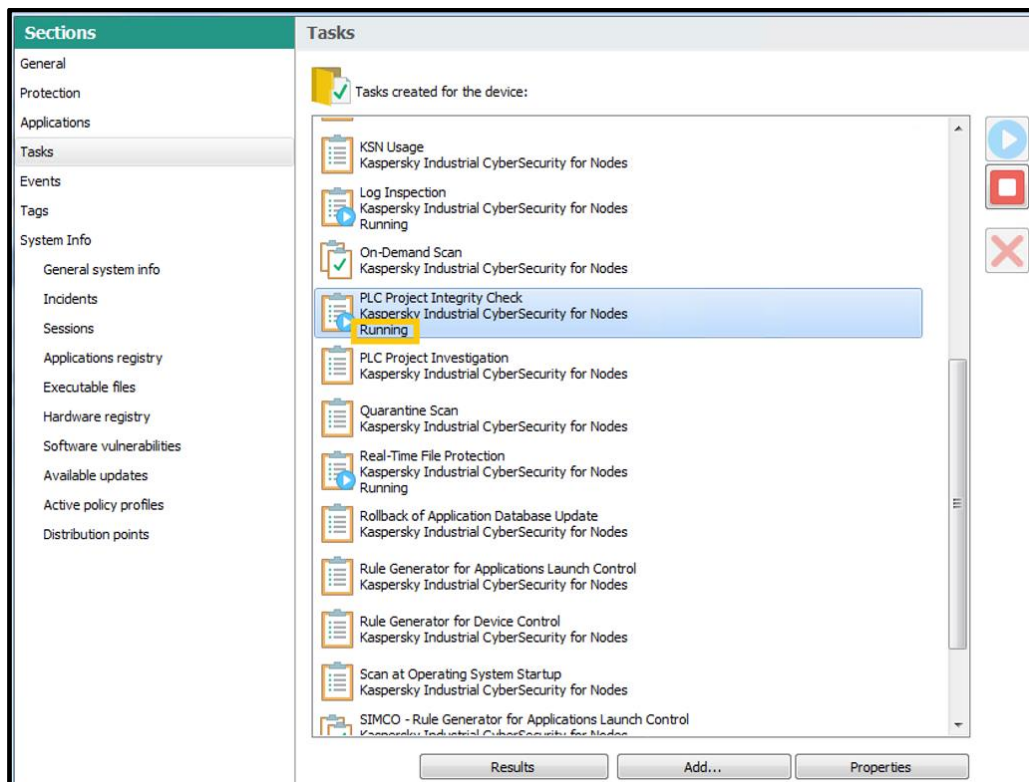 Sections
General
Protection
Applications
Tasks
Events
Tags
System Info
General system info
Incidents
Sessions
Applications registry
Executable files
Hardware registry
Software vulnerabilities
Available updates
Active policy profiles
Distribution points
Tasks
Tasks created for the device:
KSN Usage
Kaspersky Industrial CyberSecurity for Nodes
Log Inspection
Kaspersky Industrial CyberSecurity for Nodes
Running
On-Demand Scan
Kaspersky Industrial CyberSecurity for Nodes
PLC Project Integrity Check
Kaspersky Industrial CyberSecurity for Nodes
Running
PLC Project Investigation
Kaspersky Industrial CyberSecurity for Nodes
Quarantine Scan
Kaspersky Industrial CyberSecurity for Nodes
Real-Time File Protection
Kaspersky Industrial CyberSecurity for Nodes
Running
Rollback of Application Database Update
Kaspersky Industrial CyberSecurity for Nodes
Rule Generator for Applications Launch Control
Kaspersky Industrial CyberSecurity for Nodes
Rule Generator for Device Control
Kaspersky Industrial CyberSecurity for Nodes
Scan at Operating System Startup
Kaspersky Industrial CyberSecurity for Nodes
SIMCO - Rule Generator for Applications Launch Control
Kaspersky Industrial CyberSecurity for Nodes
Results
Add...
Properties